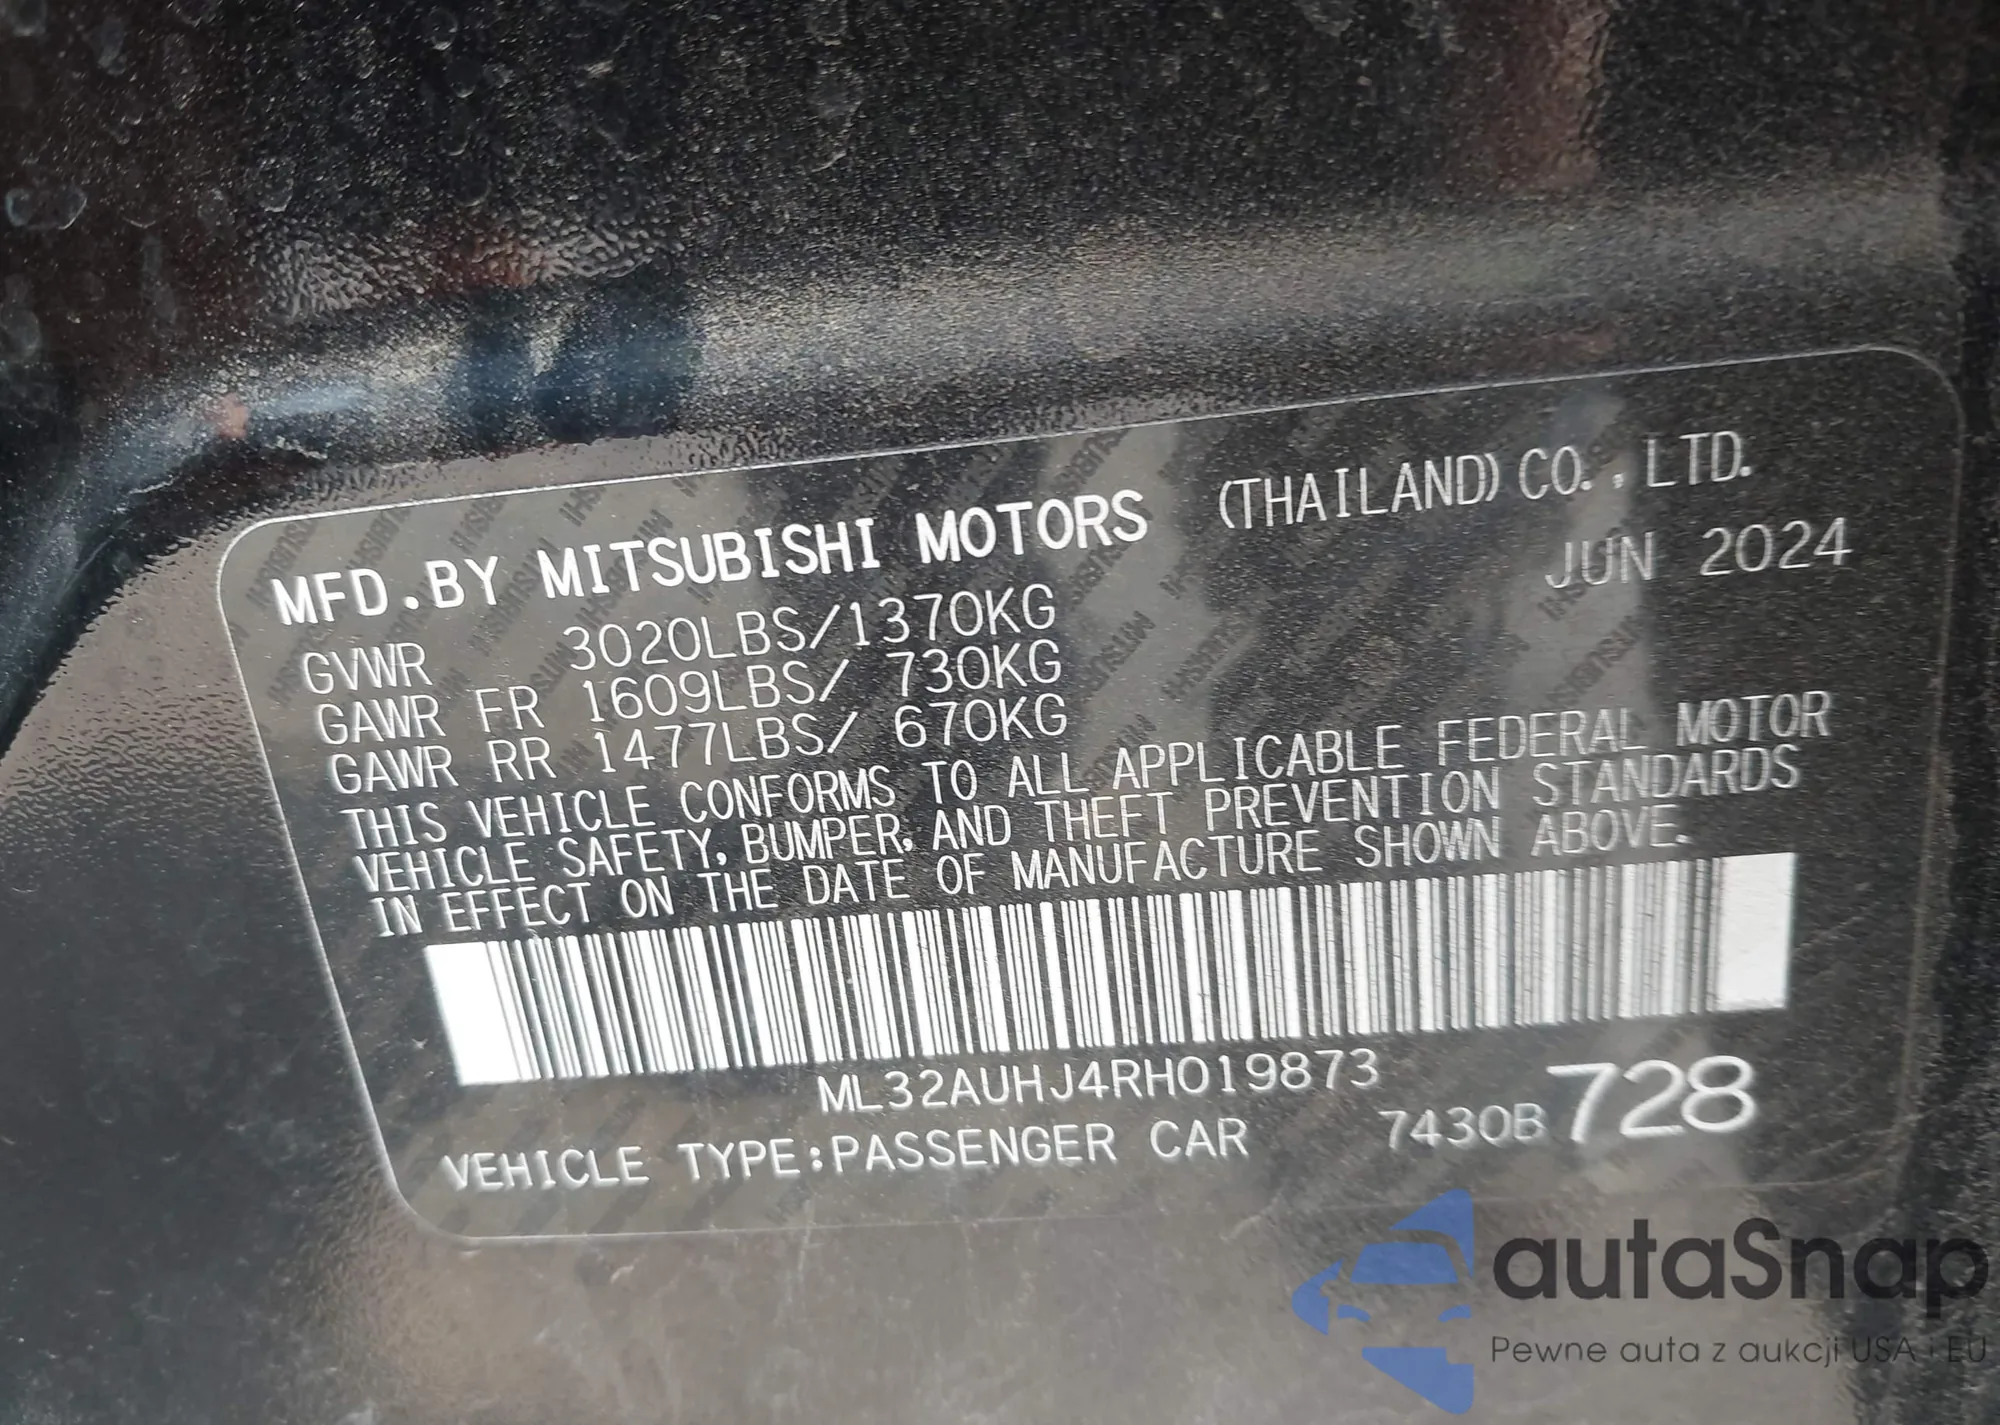 MFD.BY MITSUBISHI MOTORS (THAILAND) CO.,LTD.
JUN 2024
GVWR 3020LBS/1370KG
GAWR FR 1609LBS/ 730KG
GAWR RR 1477LBS/ 670KG
THIS VEHICLE CONFORMS TO ALL APPLICABLE FEDERAL MOTOR
VEHICLE SAFETY, BUMPER, AND THEFT PREVENTION STANDARDS
IN EFFECT ON THE DATE OF MANUFACTURE SHOWN ABOVE.
ML32AUHJ4RH019873
VEHICLE TYPE:PASSENGER CAR 7430B 728
autaSnap
Pewne auta z aukcji USA i EU